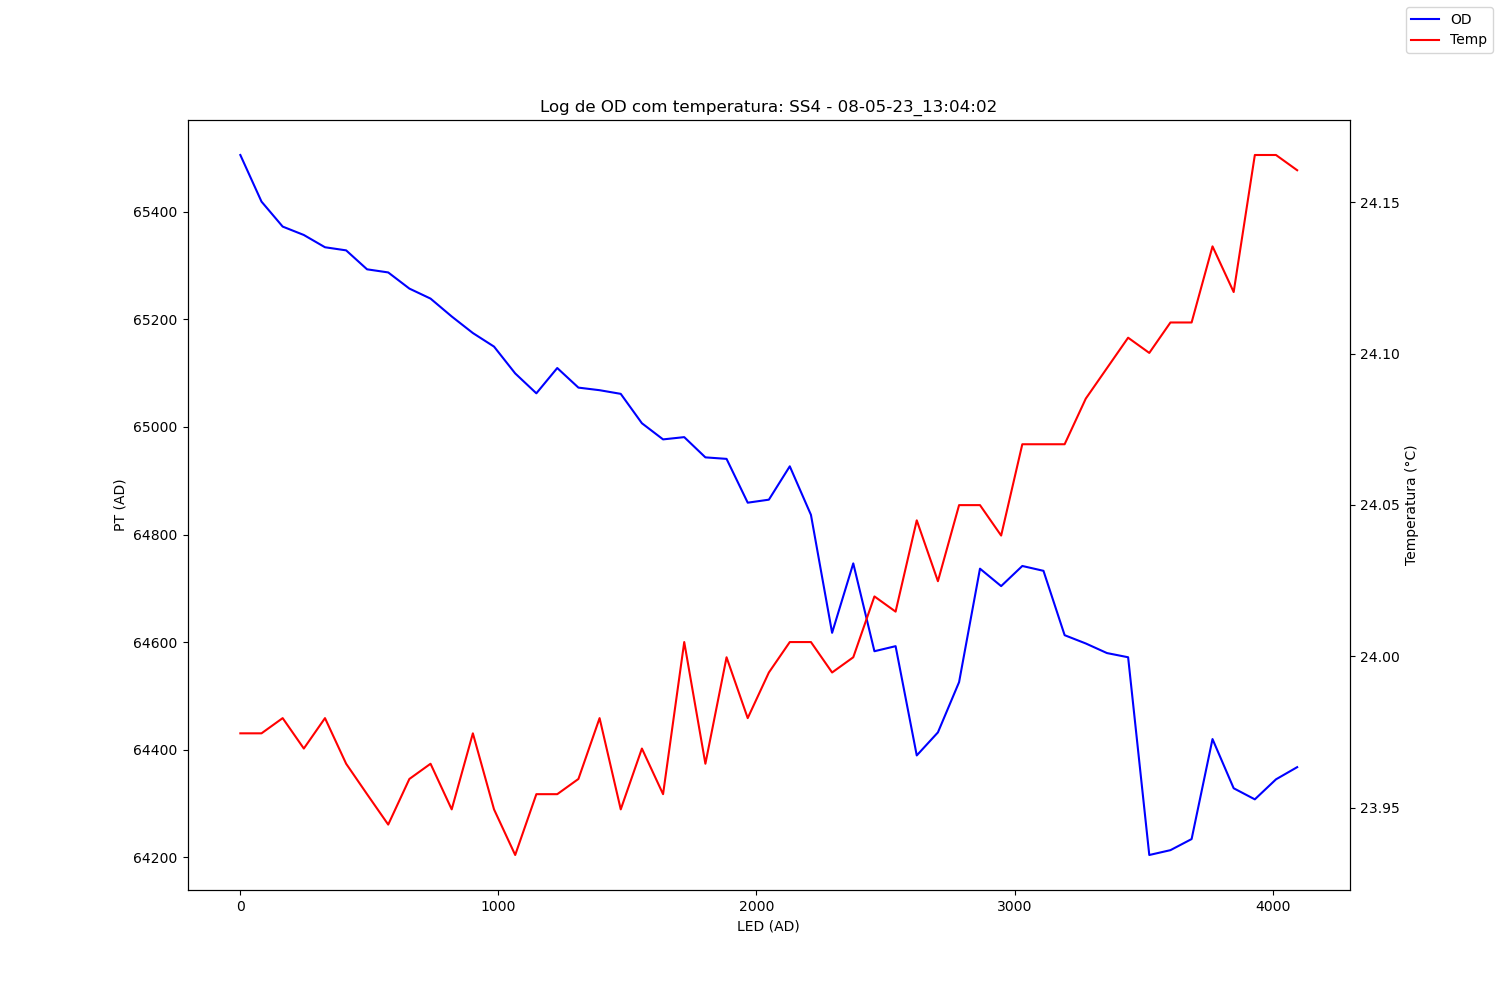 OD
Temp
Log de OD com temperatura: SS4 - 08-05-23_13:04:02
65400
65200
65000
64800
64600
64400
64200
PT (AD)
24.15
24.10
24.05
24.00
23.95
Temperatura (°C)
0
1000
2000
3000
4000
LED (AD)